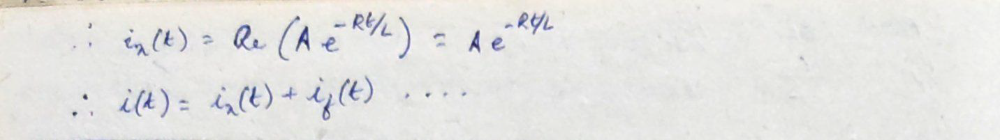 ∴ iₙ(t) = Re (A e^{-Rt/L}) = A e^{-Rt/L}
∴ i(t) = iₙ(t) + i_f(t) ....